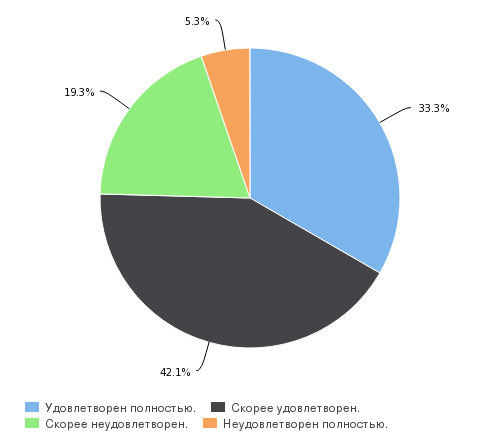 5.3%
19.3%
33.3%
42.1%
Удовлетворен полностью. Скорее удовлетворен.
Скорее неудовлетворен. Неудовлетворен полностью.